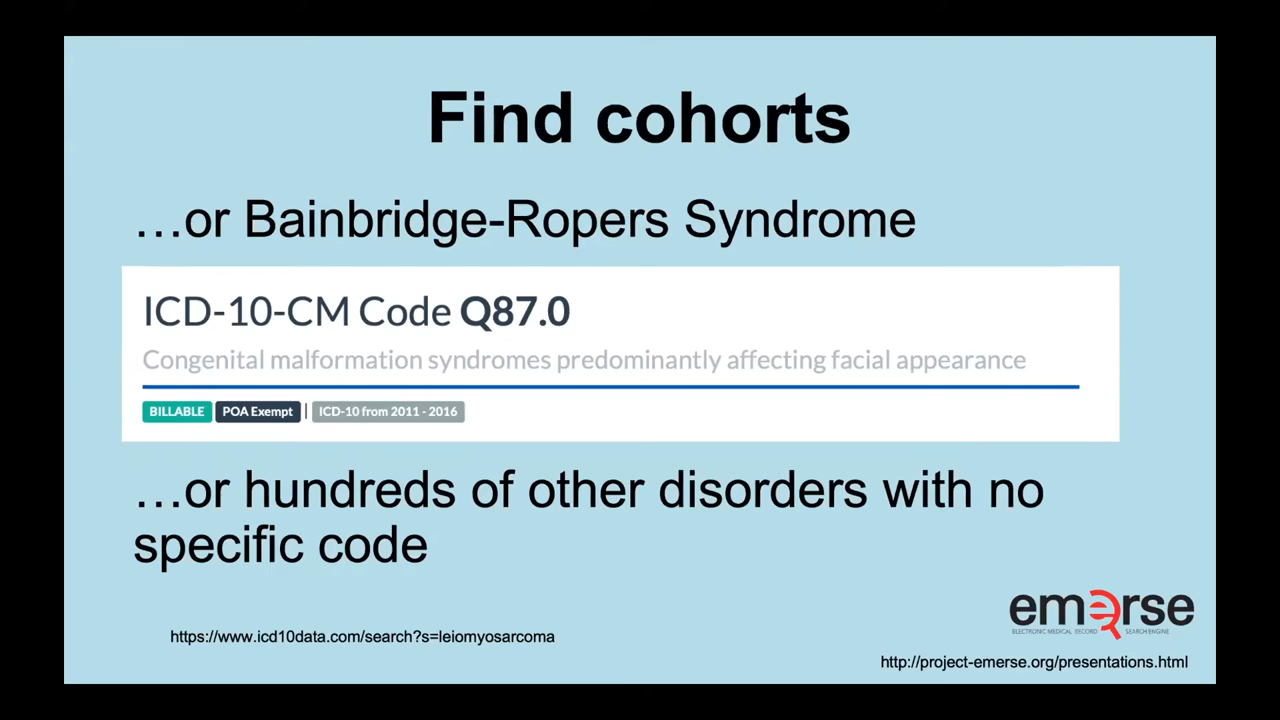 Find cohorts
…or Bainbridge-Ropers Syndrome
ICD-10-CM Code Q87.0
Congenital malformation syndromes predominantly affecting facial appearance
BILLABLE POA Exempt | ICD-10 from 2011 - 2016
…or hundreds of other disorders with no
specific code
emerse
ELECTRONIC MEDICAL RECORD SEARCH ENGINE
https://www.icd10data.com/search?s=leiomyosarcoma
http://project-emerse.org/presentations.html